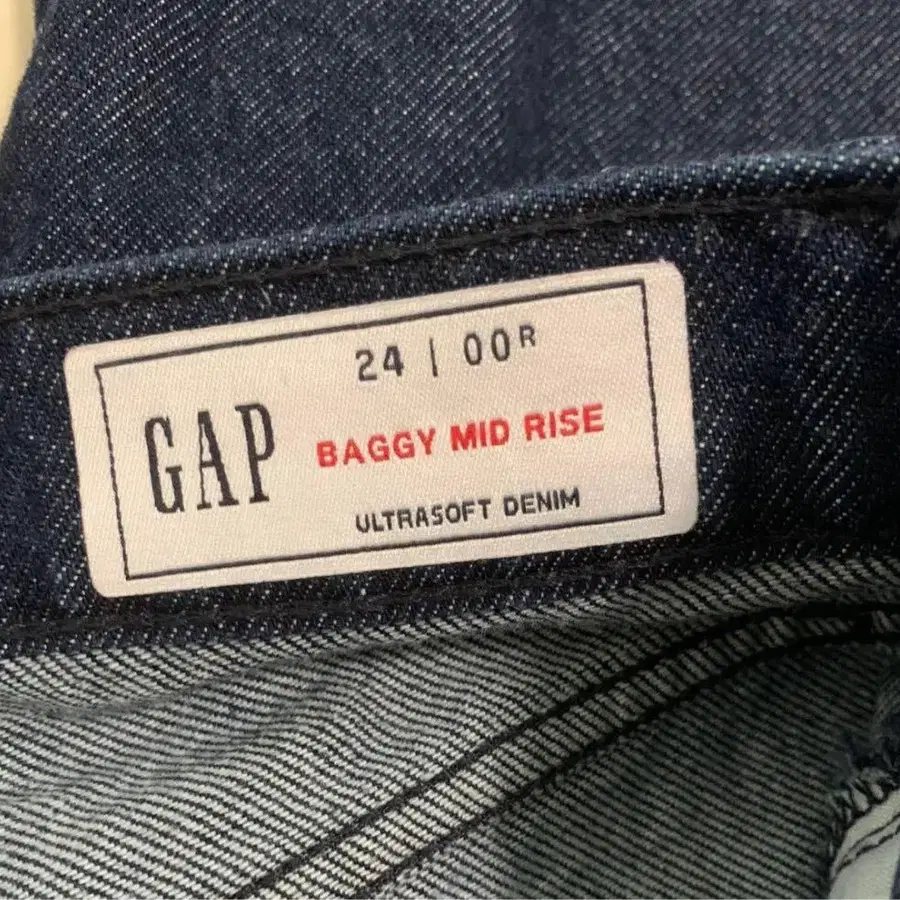 24 | 00R
GAP
BAGGY MID RISE
ULTRASOFT DENIM